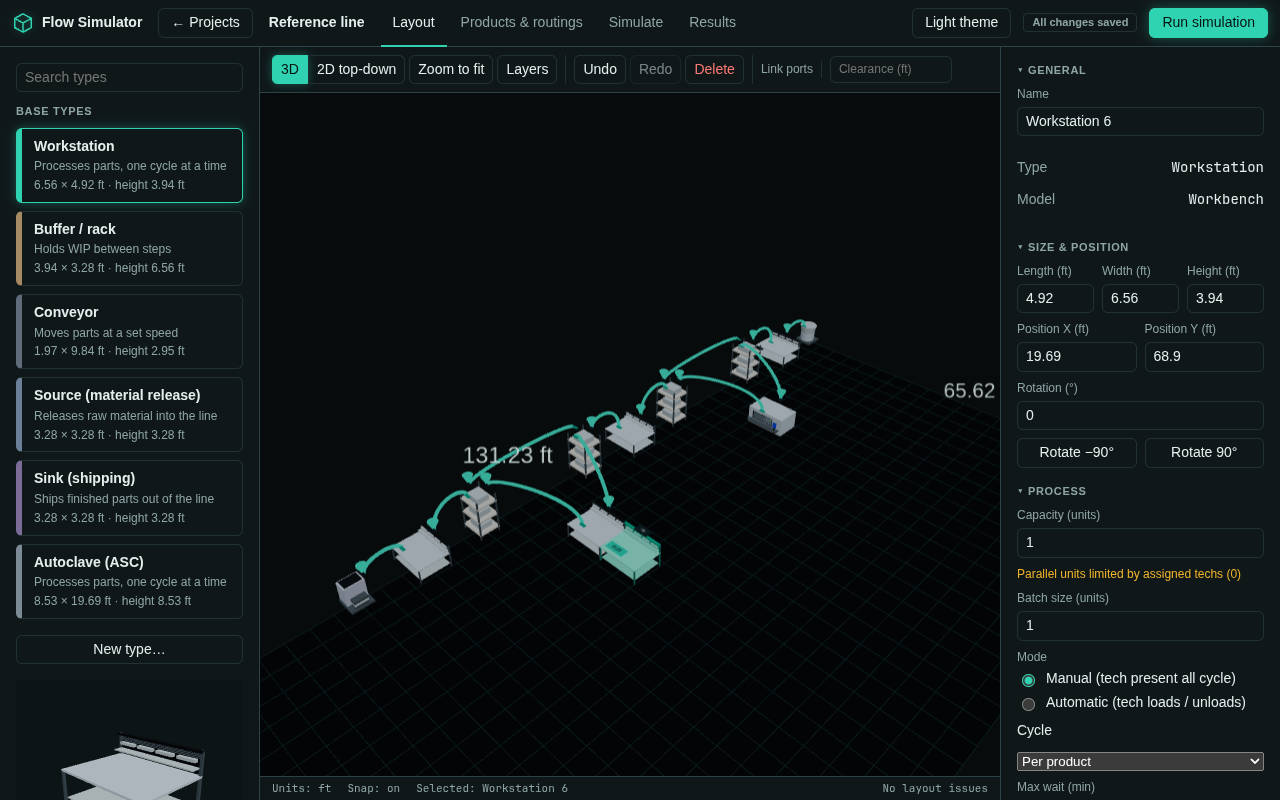 Flow Simulator
← Projects
Reference line
Layout
Products & routings
Simulate
Results
Light theme
All changes saved
Run simulation
Search types
BASE TYPES
Workstation
Processes parts, one cycle at a time
6.56 × 4.92 ft · height 3.94 ft
Buffer / rack
Holds WIP between steps
3.94 × 3.28 ft · height 6.56 ft
Conveyor
Moves parts at a set speed
1.97 × 9.84 ft · height 2.95 ft
Source (material release)
Releases raw material into the line
3.28 × 3.28 ft · height 3.28 ft
Sink (shipping)
Ships finished parts out of the line
3.28 × 3.28 ft · height 3.28 ft
Autoclave (ASC)
Processes parts, one cycle at a time
8.53 × 19.69 ft · height 8.53 ft
New type…
3D
2D top-down
Zoom to fit
Layers
Undo
Redo
Delete
Link ports
Clearance (ft)
65.62
131.23 ft
Units: ft
Snap: on
Selected: Workstation 6
No layout issues
GENERAL
Name
Workstation 6
Type
Workstation
Model
Workbench
SIZE & POSITION
Length (ft)
Width (ft)
Height (ft)
4.92
6.56
3.94
Position X (ft)
Position Y (ft)
19.69
68.9
Rotation (°)
0
Rotate −90°
Rotate 90°
PROCESS
Capacity (units)
1
Parallel units limited by assigned techs (0)
Batch size (units)
1
Mode
Manual (tech present all cycle)
Automatic (tech loads / unloads)
Cycle
Per product
Max wait (min)